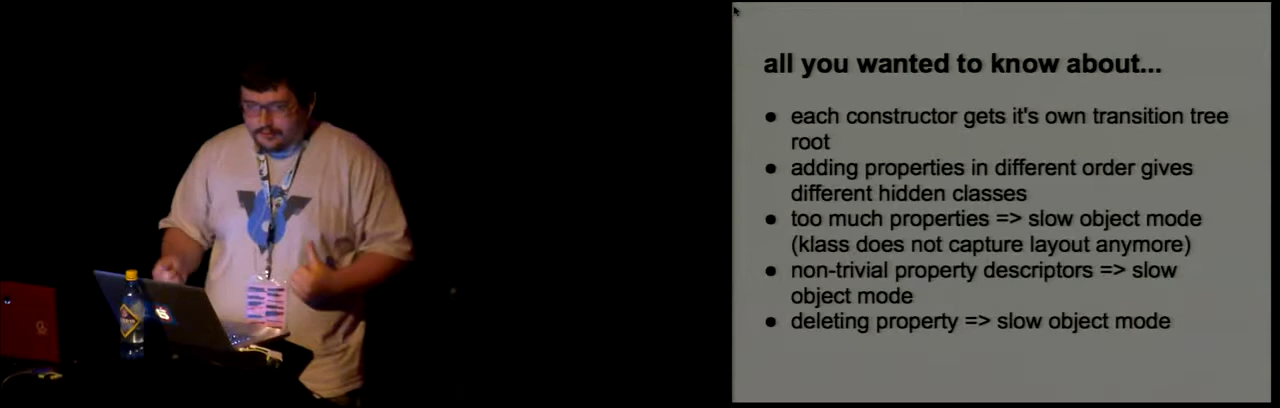 all you wanted to know about...
● each constructor gets it's own transition tree
root
● adding properties in different order gives
different hidden classes
● too much properties => slow object mode
(klass does not capture layout anymore)
● non-trivial property descriptors => slow
object mode
● deleting property => slow object mode